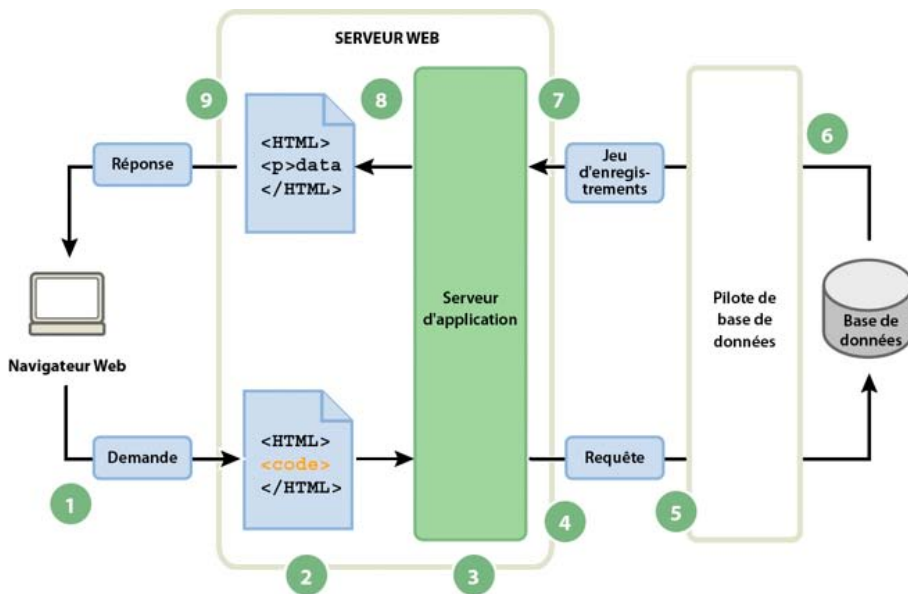 SERVEUR WEB
9
8
7
6
<HTML>
<p>data
</HTML>
Réponse
Jeu
d'enregis-
trements
Serveur
d'application
Pilote de
base de
données
Base de
données
Navigateur Web
<HTML>
<code>
</HTML>
Demande
Requête
1
2
3
4
5